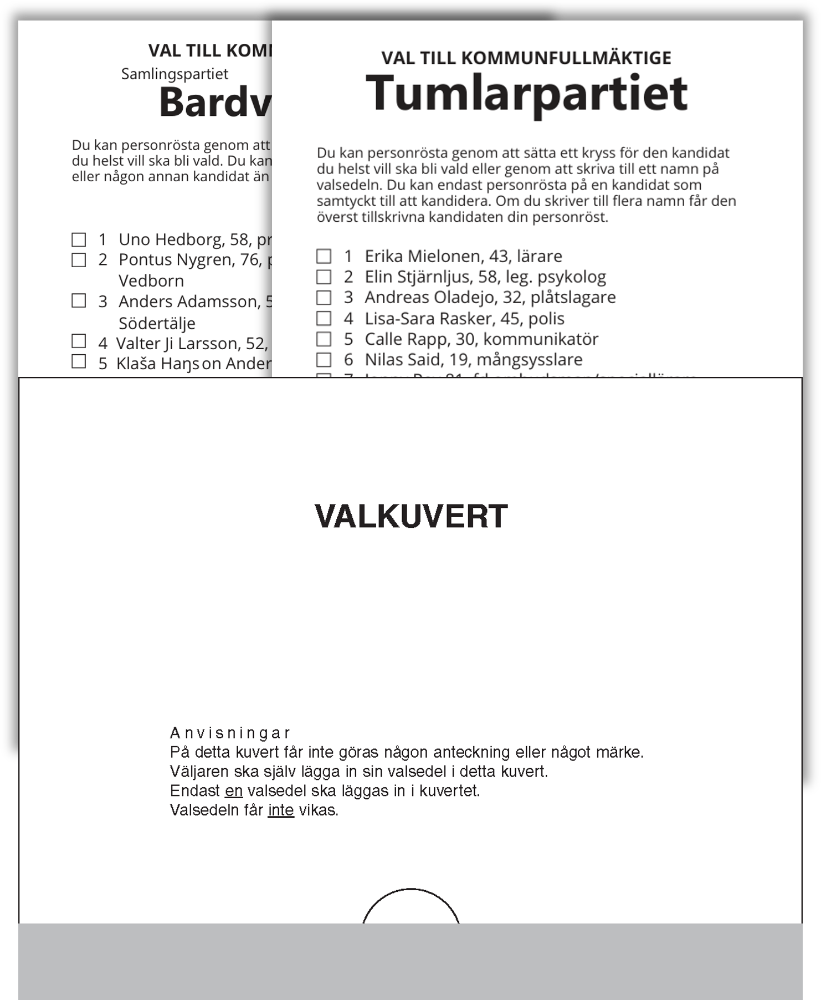 VAL TILL KOM
Samlingspartiet
Bardv
Du kan personrösta genom att
du helst vill ska bli vald. Du kan
eller någon annan kandidat än
1 Uno Hedborg, 58, pr
2 Pontus Nygren, 76, p
Vedborn
3 Anders Adamsson, 5
Södertälje
4 Valter Ji Larsson, 52,
5 Klaša Haŋson Ander
VAL TILL KOMMUNFULLMÄKTIGE
Tumlarpartiet
Du kan personrösta genom att sätta ett kryss för den kandidat
du helst vill ska bli vald eller genom att skriva till ett namn på
valsedeln. Du kan endast personrösta på en kandidat som
samtyckt till att kandidera. Om du skriver till flera namn får den
överst tillskrivna kandidaten din personröst.
1 Erika Mielonen, 43, lärare
2 Elin Stjärnljus, 58, leg. psykolog
3 Andreas Oladejo, 32, plåtslagare
4 Lisa-Sara Rasker, 45, polis
5 Calle Rapp, 30, kommunikatör
6 Nilas Said, 19, mångsysslare
VALKUVERT
Anvisningar
På detta kuvert får inte göras någon anteckning eller något märke.
Väljaren ska själv lägga in sin valsedel i detta kuvert.
Endast en valsedel ska läggas in i kuvertet.
Valsedeln får inte vikas.